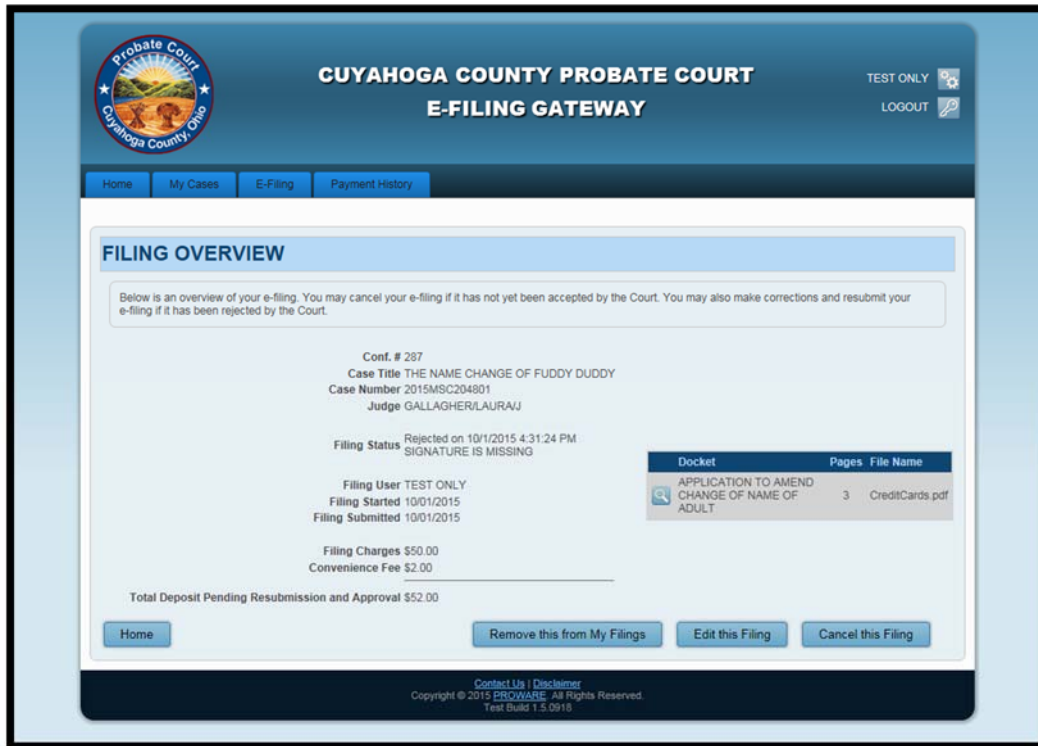 Probate Court
Cuyahoga County, Ohio
CUYAHOGA COUNTY PROBATE COURT
E-FILING GATEWAY
TEST ONLY
LOGOUT
Home My Cases E-Filing Payment History
FILING OVERVIEW
Below is an overview of your e-filing. You may cancel your e-filing if it has not yet been accepted by the Court. You may also make corrections and resubmit your
e-filing if it has been rejected by the Court.
Conf. # 287
Case Title THE NAME CHANGE OF FUDDY DUDDY
Case Number 2015MSC204801
Judge GALLAGHER/LAURA/J
Filing Status Rejected on 10/1/2015 4:31:24 PM
SIGNATURE IS MISSING
Filing User TEST ONLY
Filing Started 10/01/2015
Filing Submitted 10/01/2015
Filing Charges $50.00
Convenience Fee $2.00
Total Deposit Pending Resubmission and Approval $52.00
Docket Pages File Name
APPLICATION TO AMEND
CHANGE OF NAME OF 3 CreditCards.pdf
ADULT
Home Remove this from My Filings Edit this Filing Cancel this Filing
Contact Us | Disclaimer
Copyright © 2015 PROWARE. All Rights Reserved.
Test Build 1.5.0918